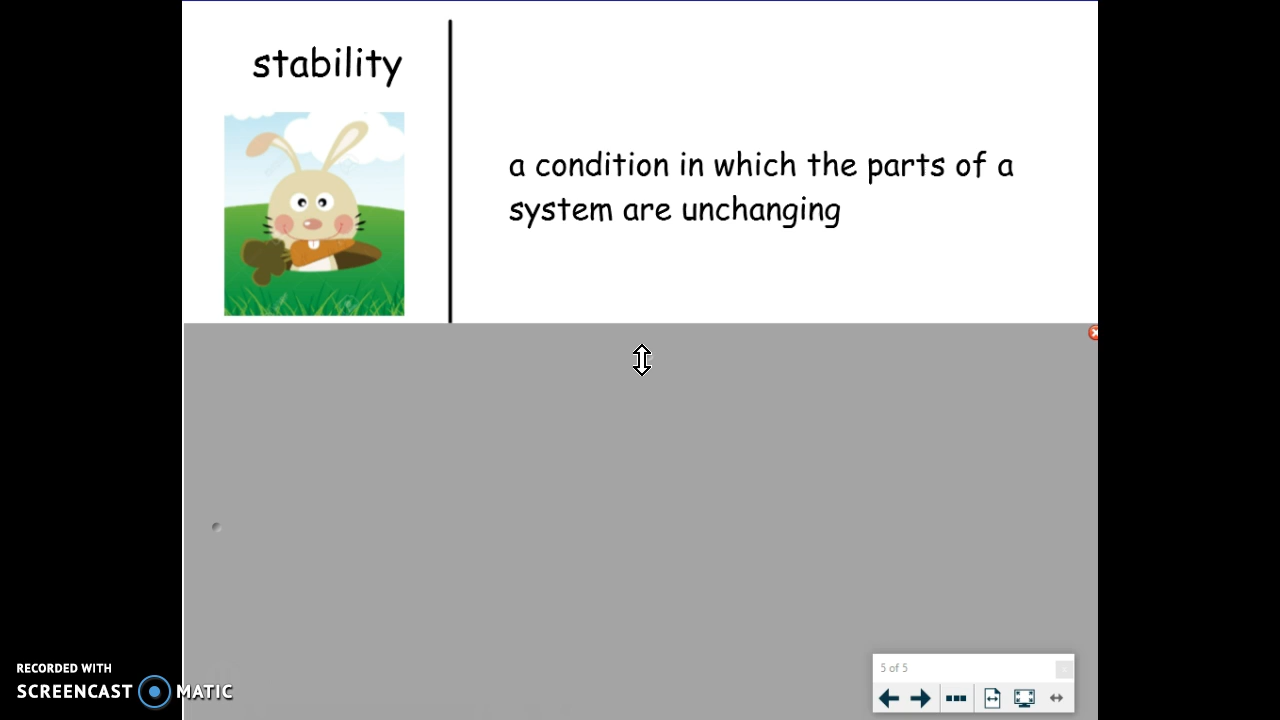 stability
a condition in which the parts of a
system are unchanging
5 of 5
RECORDED WITH
SCREENCAST MATIC